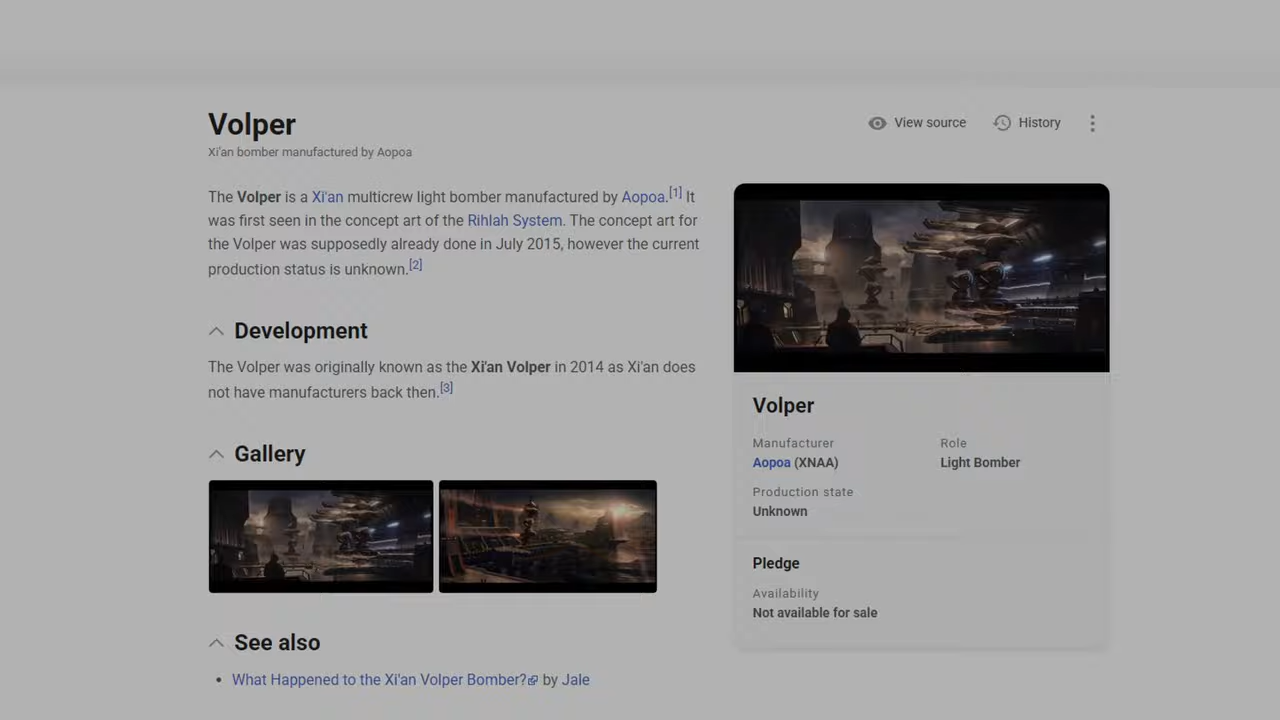 Volper
View source
History
Xi'an bomber manufactured by Aopoa
The Volper is a Xi'an multicrew light bomber manufactured by Aopoa.[1] It
was first seen in the concept art of the Rihlah System. The concept art for
the Volper was supposedly already done in July 2015, however the current
production status is unknown.[2]
Development
The Volper was originally known as the Xi'an Volper in 2014 as Xi'an does
not have manufacturers back then.[3]
Gallery
See also
What Happened to the Xi'an Volper Bomber? by Jale
Volper
Manufacturer
Role
Aopoa (XNAA)
Light Bomber
Production state
Unknown
Pledge
Availability
Not available for sale